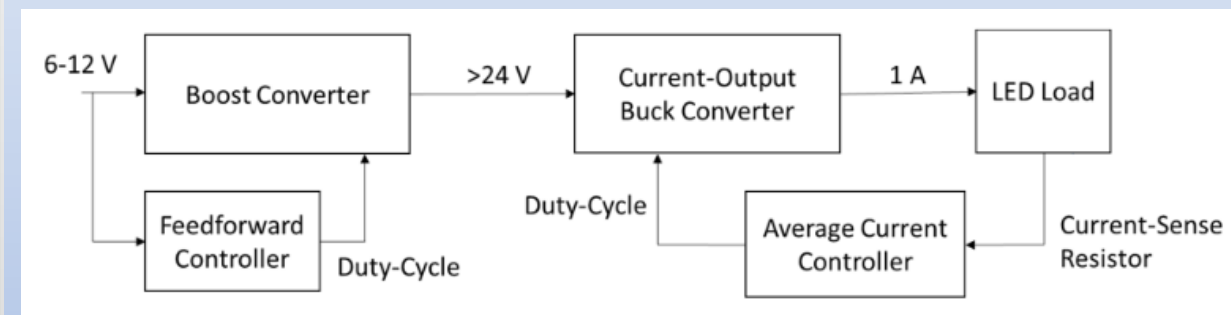 6-12 V
Boost Converter
>24 V
Current-Output
Buck Converter
1 A
LED Load
Feedforward
Controller
Duty-Cycle
Duty-Cycle
Average Current
Controller
Current-Sense
Resistor